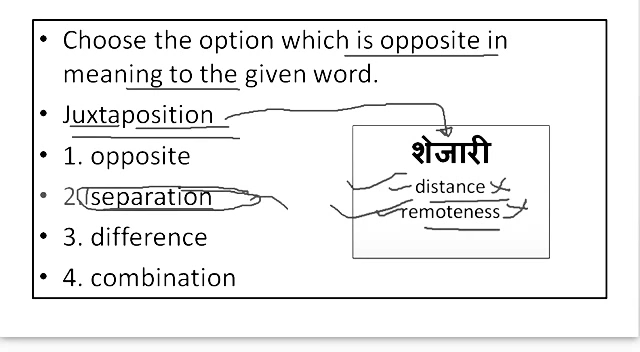 • Choose the option which is opposite in
meaning to the given word.
• Juxtaposition
• 1. opposite
• 2. separation
• 3. difference
• 4. combination
शेजारी
distance
remoteness